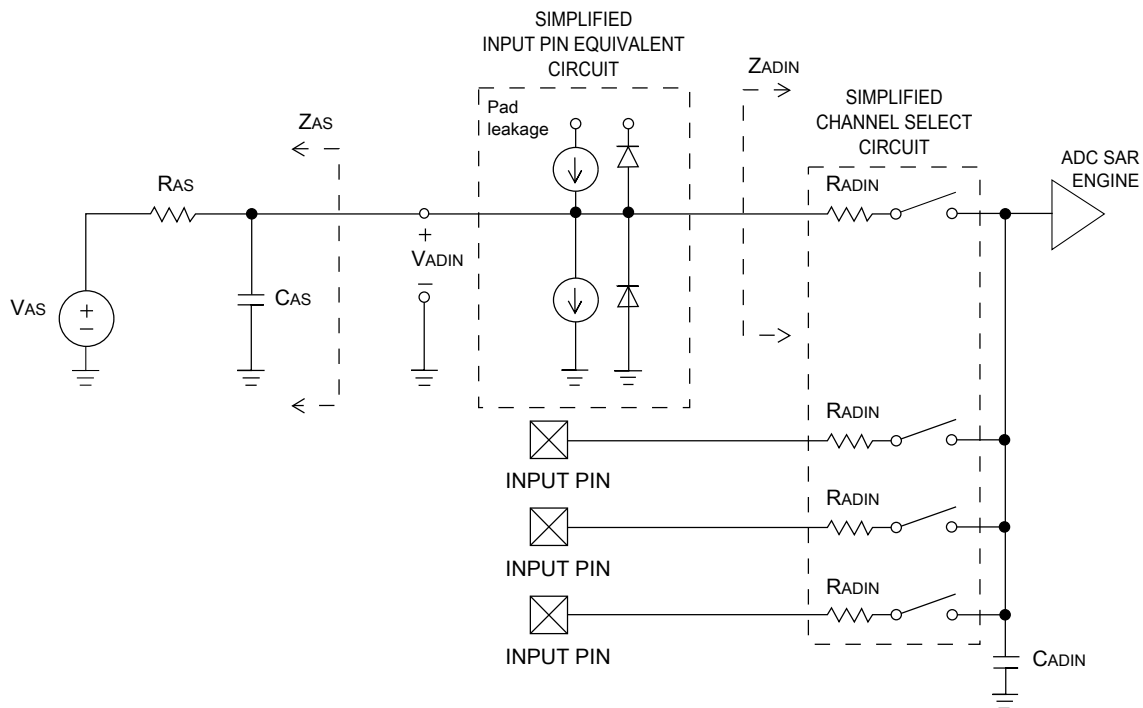 SIMPLIFIED
INPUT PIN EQUIVALENT
CIRCUIT
ZADIN
Pad
leakage
SIMPLIFIED
CHANNEL SELECT
CIRCUIT
ZAS
ADC SAR
ENGINE
RAS
RADIN
+
VADIN
–
VAS
+
–
CAS
RADIN
INPUT PIN
RADIN
INPUT PIN
RADIN
INPUT PIN
CADIN